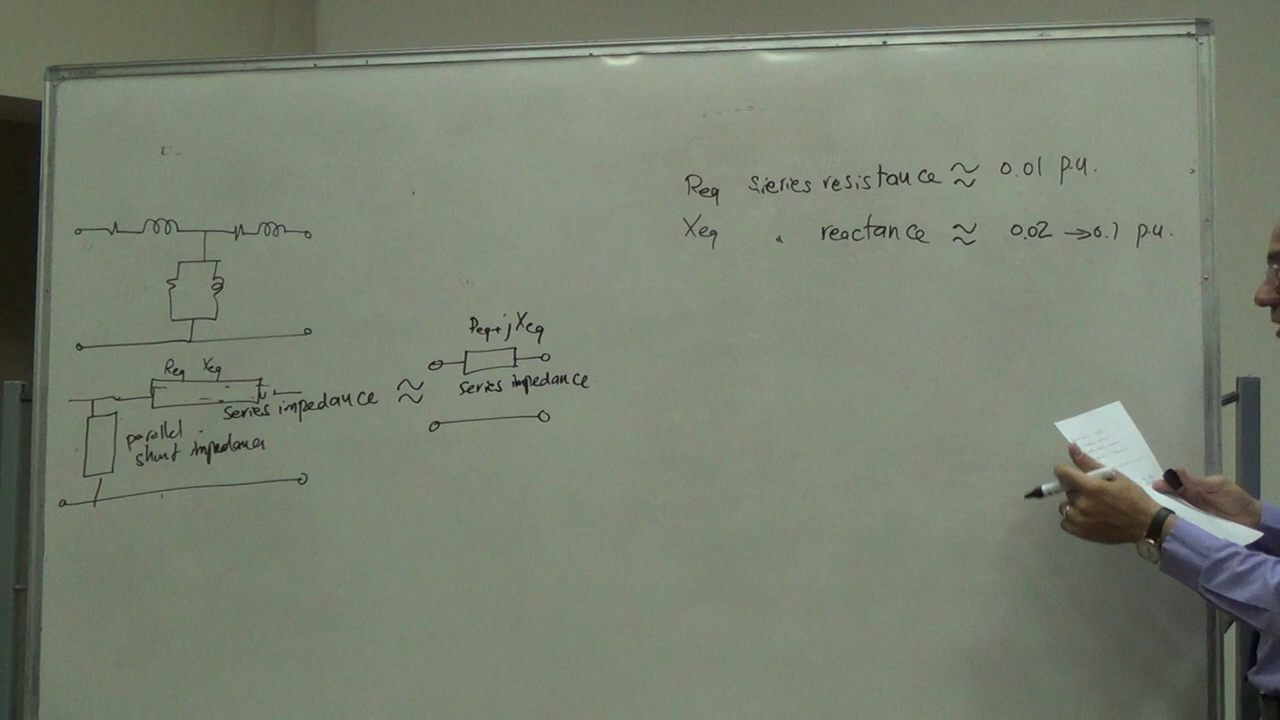 Req sieries resistance ≈ 0.01 p.u.
Xeq " reactance ≈ 0.02 → 0.1 p.u.
Req Xeq
series impedance ≈
parallel
shunt impedance
Req+jXeq
series impedance